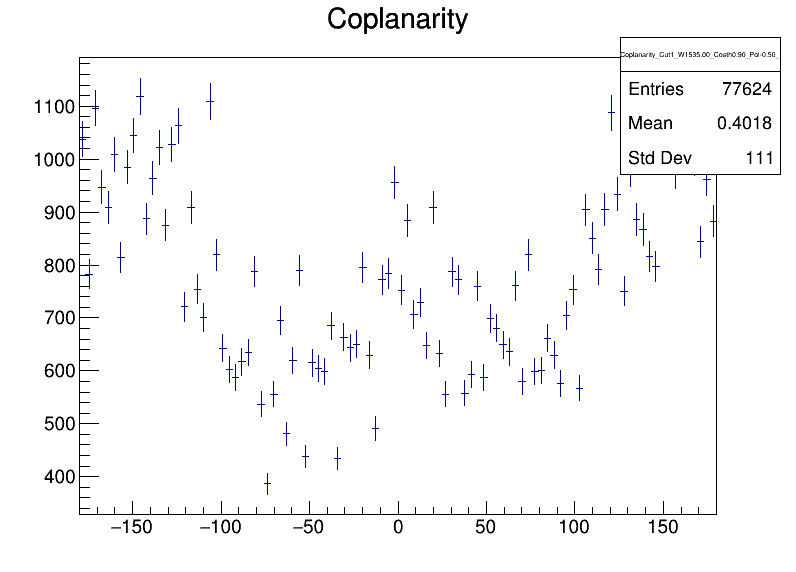 Coplanarity
Coplanarity_Cut1_W1535.00_Costh0.90_Pol-0.50_
Entries 77624
Mean 0.4018
Std Dev 111
1100
1000
900
800
700
600
500
400
−150 −100 −50 0 50 100 150